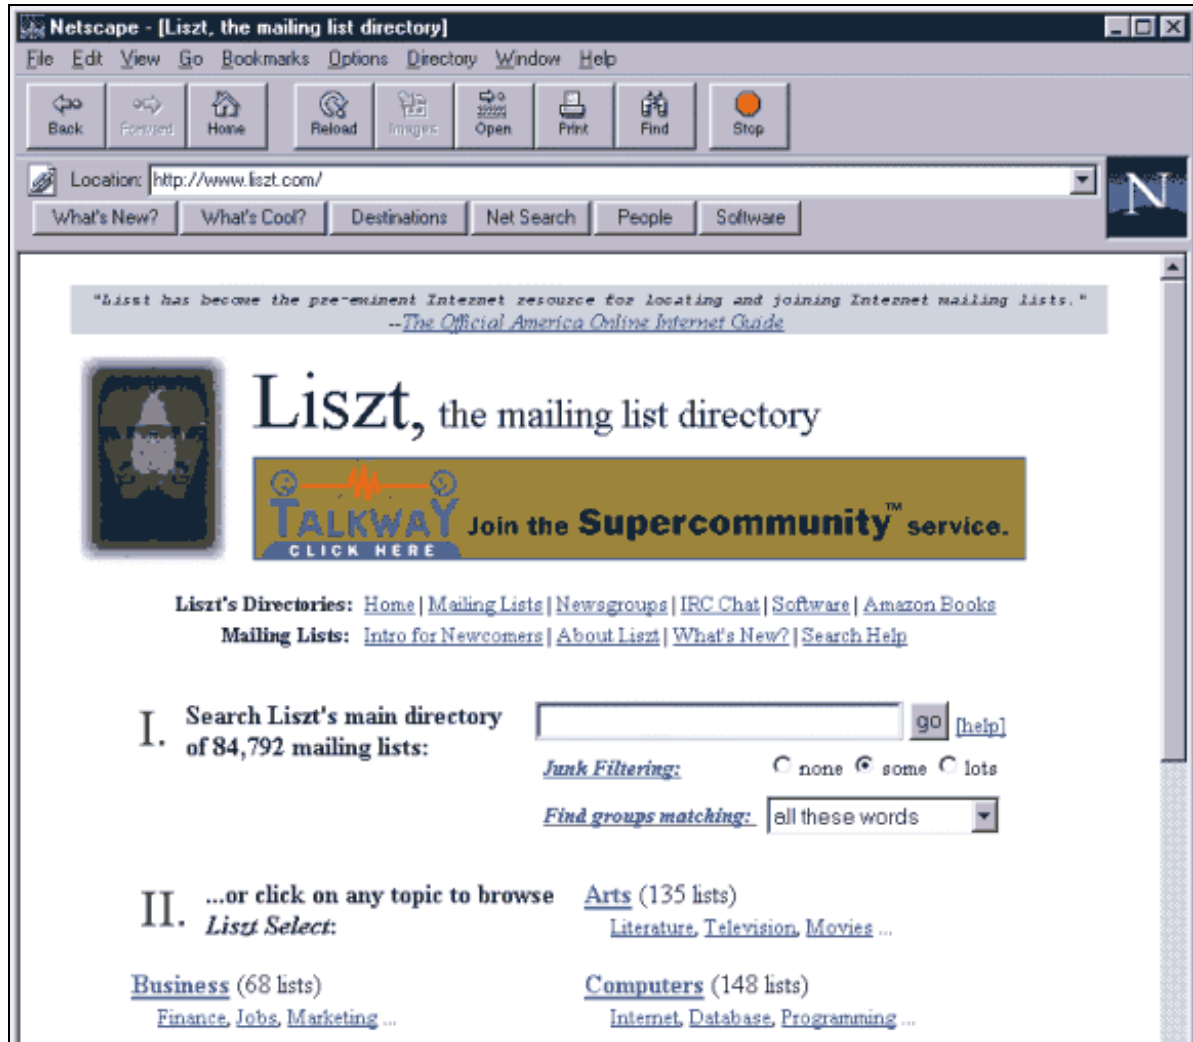 Netscape - [Liszt, the mailing list directory]
File Edit View Go Bookmarks Options Directory Window Help
Back Forward Home Reload Images Open Print Find Stop
Location: http://www.liszt.com/
N
What's New? What's Cool? Destinations Net Search People Software
"Liszt has become the pre-eminent Internet resource for locating and joining Internet mailing lists."
--The Official America Online Internet Guide
Liszt, the mailing list directory
TALKWAY Join the Supercommunity™ service.
CLICK HERE
Liszt's Directories: Home | Mailing Lists | Newsgroups | IRC Chat | Software | Amazon Books
Mailing Lists: Intro for Newcomers | About Liszt | What's New? | Search Help
I. Search Liszt's main directory
of 84,792 mailing lists:
go [help]
Junk Filtering: none some lots
Find groups matching: all these words
II. ...or click on any topic to browse
Liszt Select:
Arts (135 lists)
Literature, Television, Movies ...
Business (68 lists)
Finance, Jobs, Marketing ...
Computers (148 lists)
Internet, Database, Programming ...